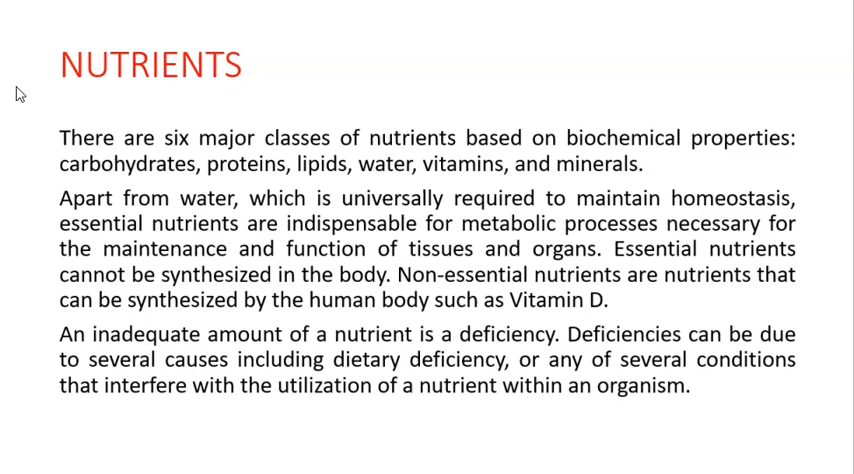 NUTRIENTS
There are six major classes of nutrients based on biochemical properties:
carbohydrates, proteins, lipids, water, vitamins, and minerals.
Apart from water, which is universally required to maintain homeostasis,
essential nutrients are indispensable for metabolic processes necessary for
the maintenance and function of tissues and organs. Essential nutrients
cannot be synthesized in the body. Non-essential nutrients are nutrients that
can be synthesized by the human body such as Vitamin D.
An inadequate amount of a nutrient is a deficiency. Deficiencies can be due
to several causes including dietary deficiency, or any of several conditions
that interfere with the utilization of a nutrient within an organism.